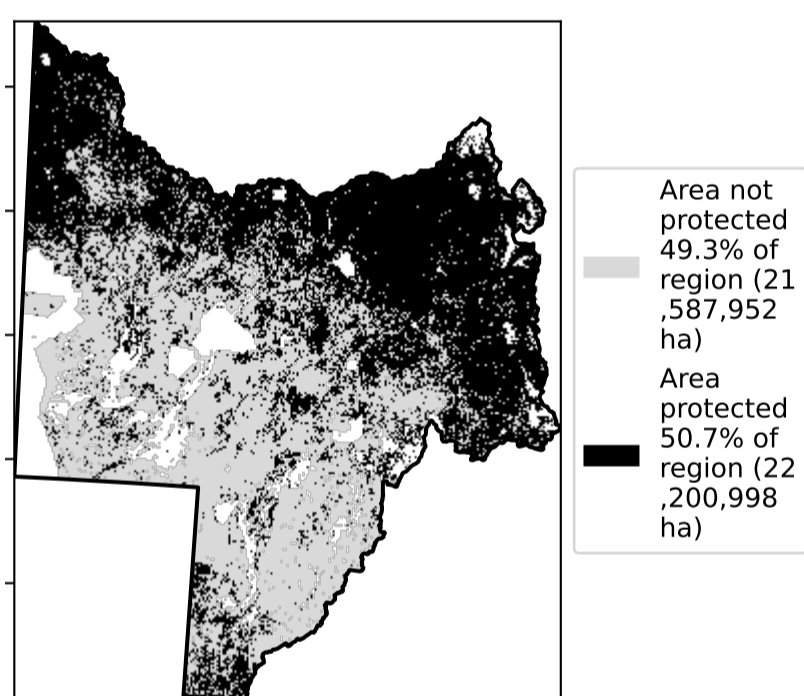 Area not
protected
49.3% of
region (21
,587,952
ha)
Area
protected
50.7% of
region (22
,200,998
ha)